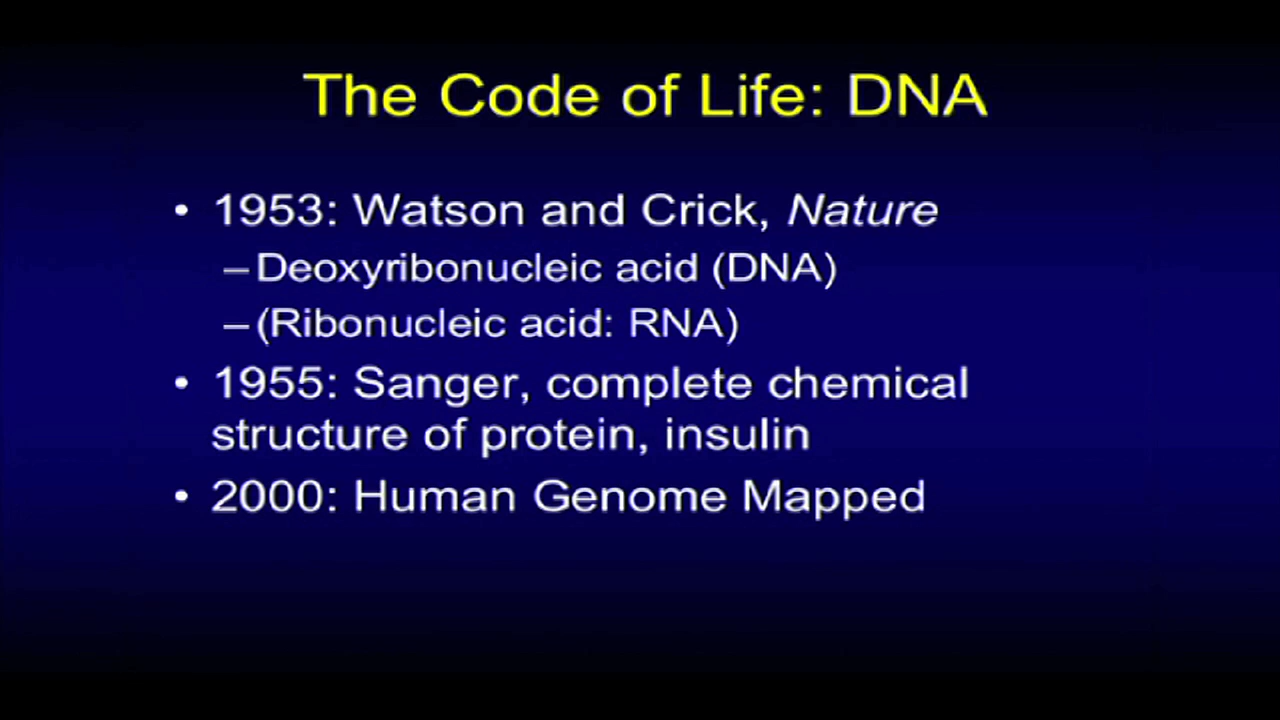 The Code of Life: DNA
• 1953: Watson and Crick, Nature
– Deoxyribonucleic acid (DNA)
– (Ribonucleic acid: RNA)
• 1955: Sanger, complete chemical
structure of protein, insulin
• 2000: Human Genome Mapped